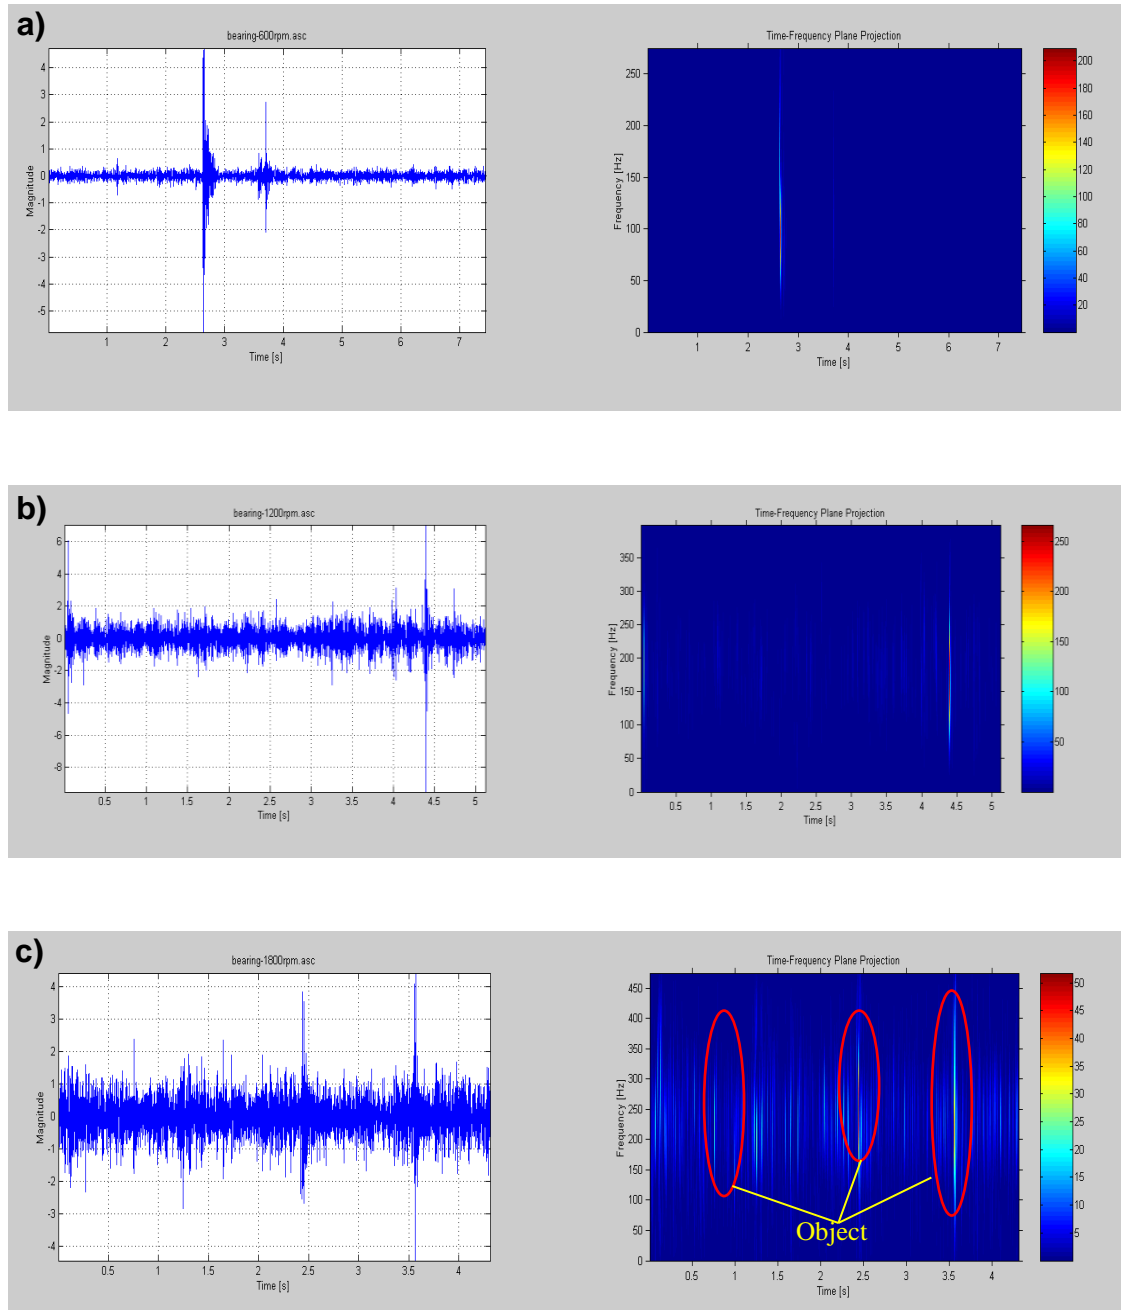 a)
bearing-600rpm.asc
4
3
2
1
0
-1
-2
-3
-4
-5
Magnitude
1 2 3 4 5 6 7
Time [s]
Time-Frequency Plane Projection
250
200
150
100
50
0
Frequency [Hz]
1 2 3 4 5 6 7
Time [s]
200
180
160
140
120
100
80
60
40
20
b)
bearing-1200rpm.asc
6
4
2
0
-2
-4
-6
-8
Magnitude
0.5 1 1.5 2 2.5 3 3.5 4 4.5 5
Time [s]
Time-Frequency Plane Projection
350
300
250
200
150
100
50
0
Frequency [Hz]
0.5 1 1.5 2 2.5 3 3.5 4 4.5 5
Time [s]
250
200
150
100
50
c)
bearing-1800rpm.asc
4
3
2
1
0
-1
-2
-3
-4
Magnitude
0.5 1 1.5 2 2.5 3 3.5 4
Time [s]
Time-Frequency Plane Projection
450
400
350
300
250
200
150
100
50
0
Frequency [Hz]
Object
0.5 1 1.5 2 2.5 3 3.5 4
Time [s]
50
45
40
35
30
25
20
15
10
5